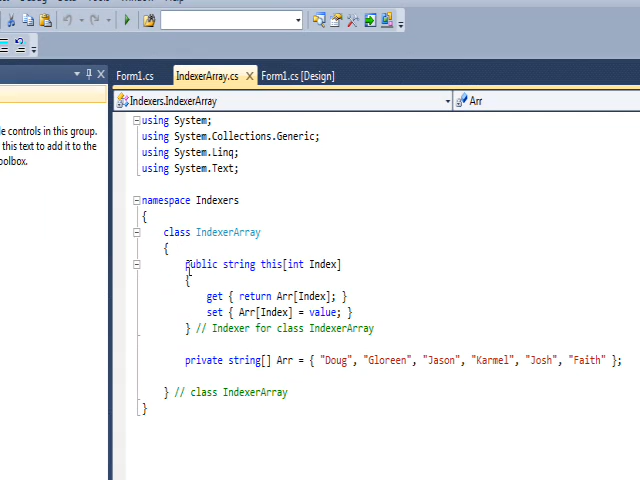 Form1.cs IndexerArray.cs Form1.cs [Design]
Indexers.IndexerArray Arr
le controls in this group.
this text to add it to the
oolbox.
using System;
using System.Collections.Generic;
using System.Linq;
using System.Text;
namespace Indexers
{
class IndexerArray
{
public string this[int Index]
{
get { return Arr[Index]; }
set { Arr[Index] = value; }
} // Indexer for class IndexerArray
private string[] Arr = { "Doug", "Gloreen", "Jason", "Karmel", "Josh", "Faith" };
} // class IndexerArray
}